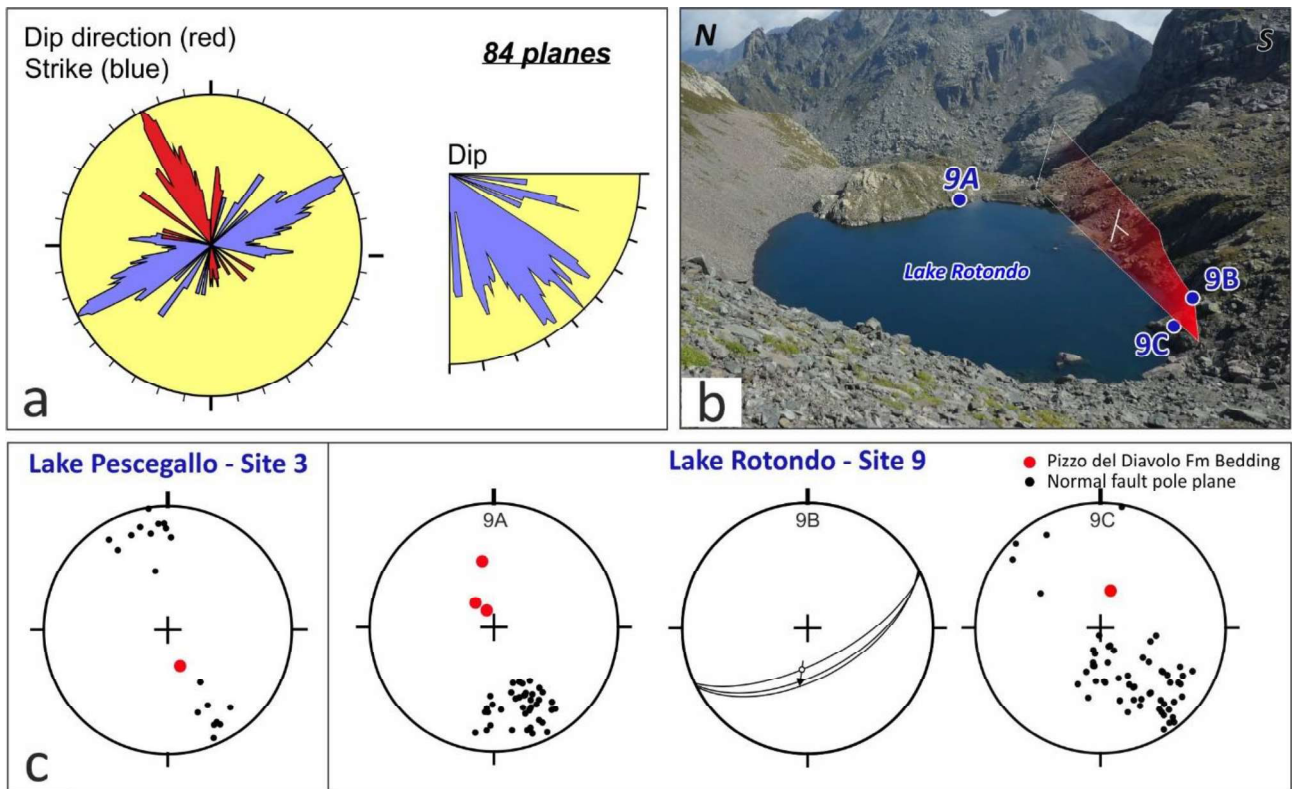 Dip direction (red)
Strike (blue)
84 planes
Dip
a
N
S
9A
Lake Rotondo
9B
9C
b
Lake Pescegallo - Site 3
Lake Rotondo - Site 9
Pizzo del Diavolo Fm Bedding
Normal fault pole plane
9A
9B
9C
c